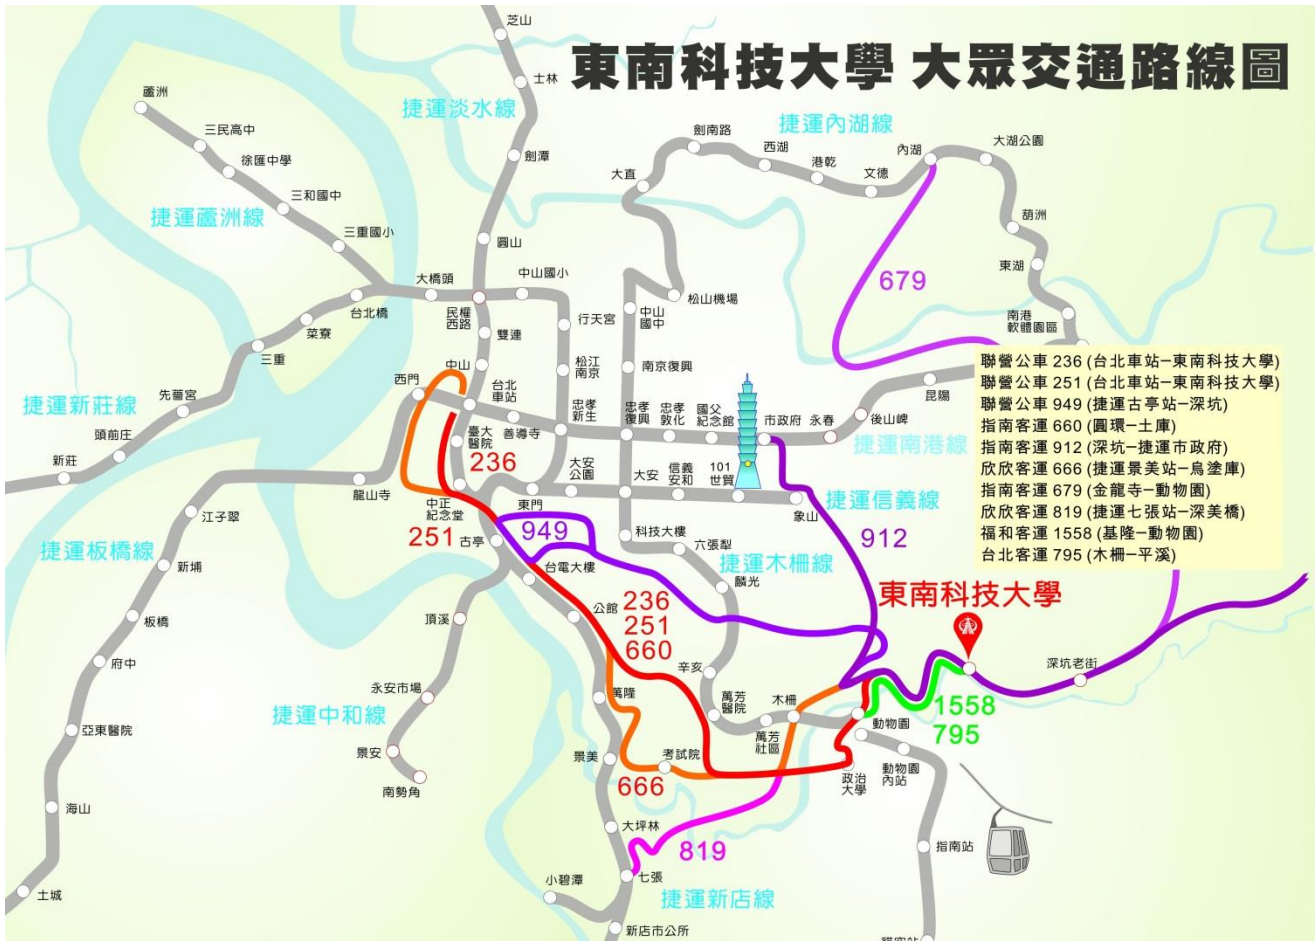 東南科技大學 大眾交通路線圖
芝山
士林
捷運淡水線
蘆洲
三民高中
徐匯中學
三和國中
三重國小
捷運蘆洲線
劍潭
圓山
捷運內湖線
劍南路
西湖
港乾
文德
內湖
大湖公園
大直
葫洲
東湖
南港
軟體園區
679
松山機場
中山
國中
南京復興
大橋頭
民權
西路
中山國小
雙連
行天宮
中山
松江
南京
台北橋
菜寮
三重
先嗇宮
頭前庄
新莊
捷運新莊線
西門
台北
車站
臺大
醫院
善導寺
忠孝
新生
忠孝
復興
忠孝
敦化
國父
紀念館
市政府
永春
後山崥
昆陽
捷運南港線
236
龍山寺
中正
紀念堂
東門
大安
公園
大安
信義
安和
101
世貿
象山
捷運信義線
江子翠
捷運板橋線
新埔
板橋
府中
亞東醫院
海山
土城
251
古亭
949
科技大樓
六張犁
捷運木柵線
麟光
912
台電大樓
公館
236
251
660
頂溪
永安市場
捷運中和線
景安
南勢角
辛亥
萬芳
醫院
萬芳
社區
木柵
動物園
動物園
內站
政治
大學
指南站
萬隆
景美
考試院
666
大坪林
七張
819
小碧潭
捷運新店線
新店市公所
東南科技大學
深坑老街
1558
795
聯營公車 236 (台北車站–東南科技大學)
聯營公車 251 (台北車站–東南科技大學)
聯營公車 949 (捷運古亭站–深坑)
指南客運 660 (圓環–土庫)
指南客運 912 (深坑–捷運市政府)
欣欣客運 666 (捷運景美站–烏塗庫)
指南客運 679 (金龍寺–動物園)
欣欣客運 819 (捷運七張站–深美橋)
福和客運 1558 (基隆–動物園)
台北客運 795 (木柵–平溪)